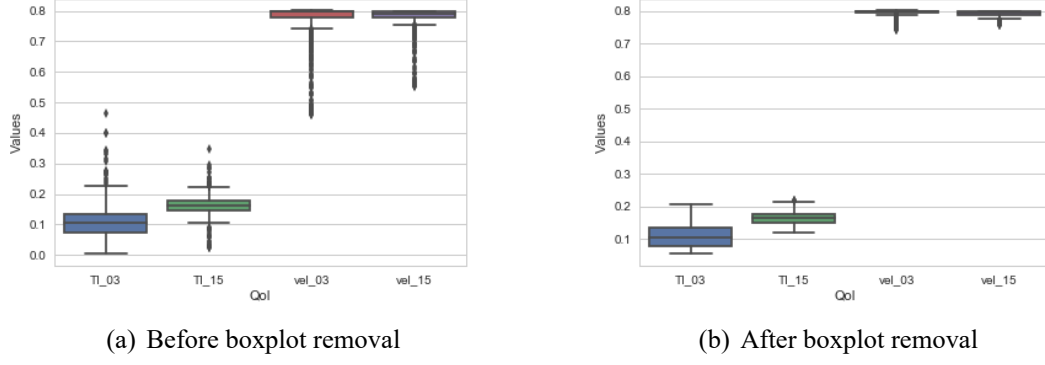 0.8
0.7
0.6
0.5
0.4
0.3
0.2
0.1
0.0
Values
TI_03 TI_15 vel_03 vel_15
QoI
(a) Before boxplot removal
0.8
0.7
0.6
0.5
0.4
0.3
0.2
0.1
Values
TI_03 TI_15 vel_03 vel_15
QoI
(b) After boxplot removal